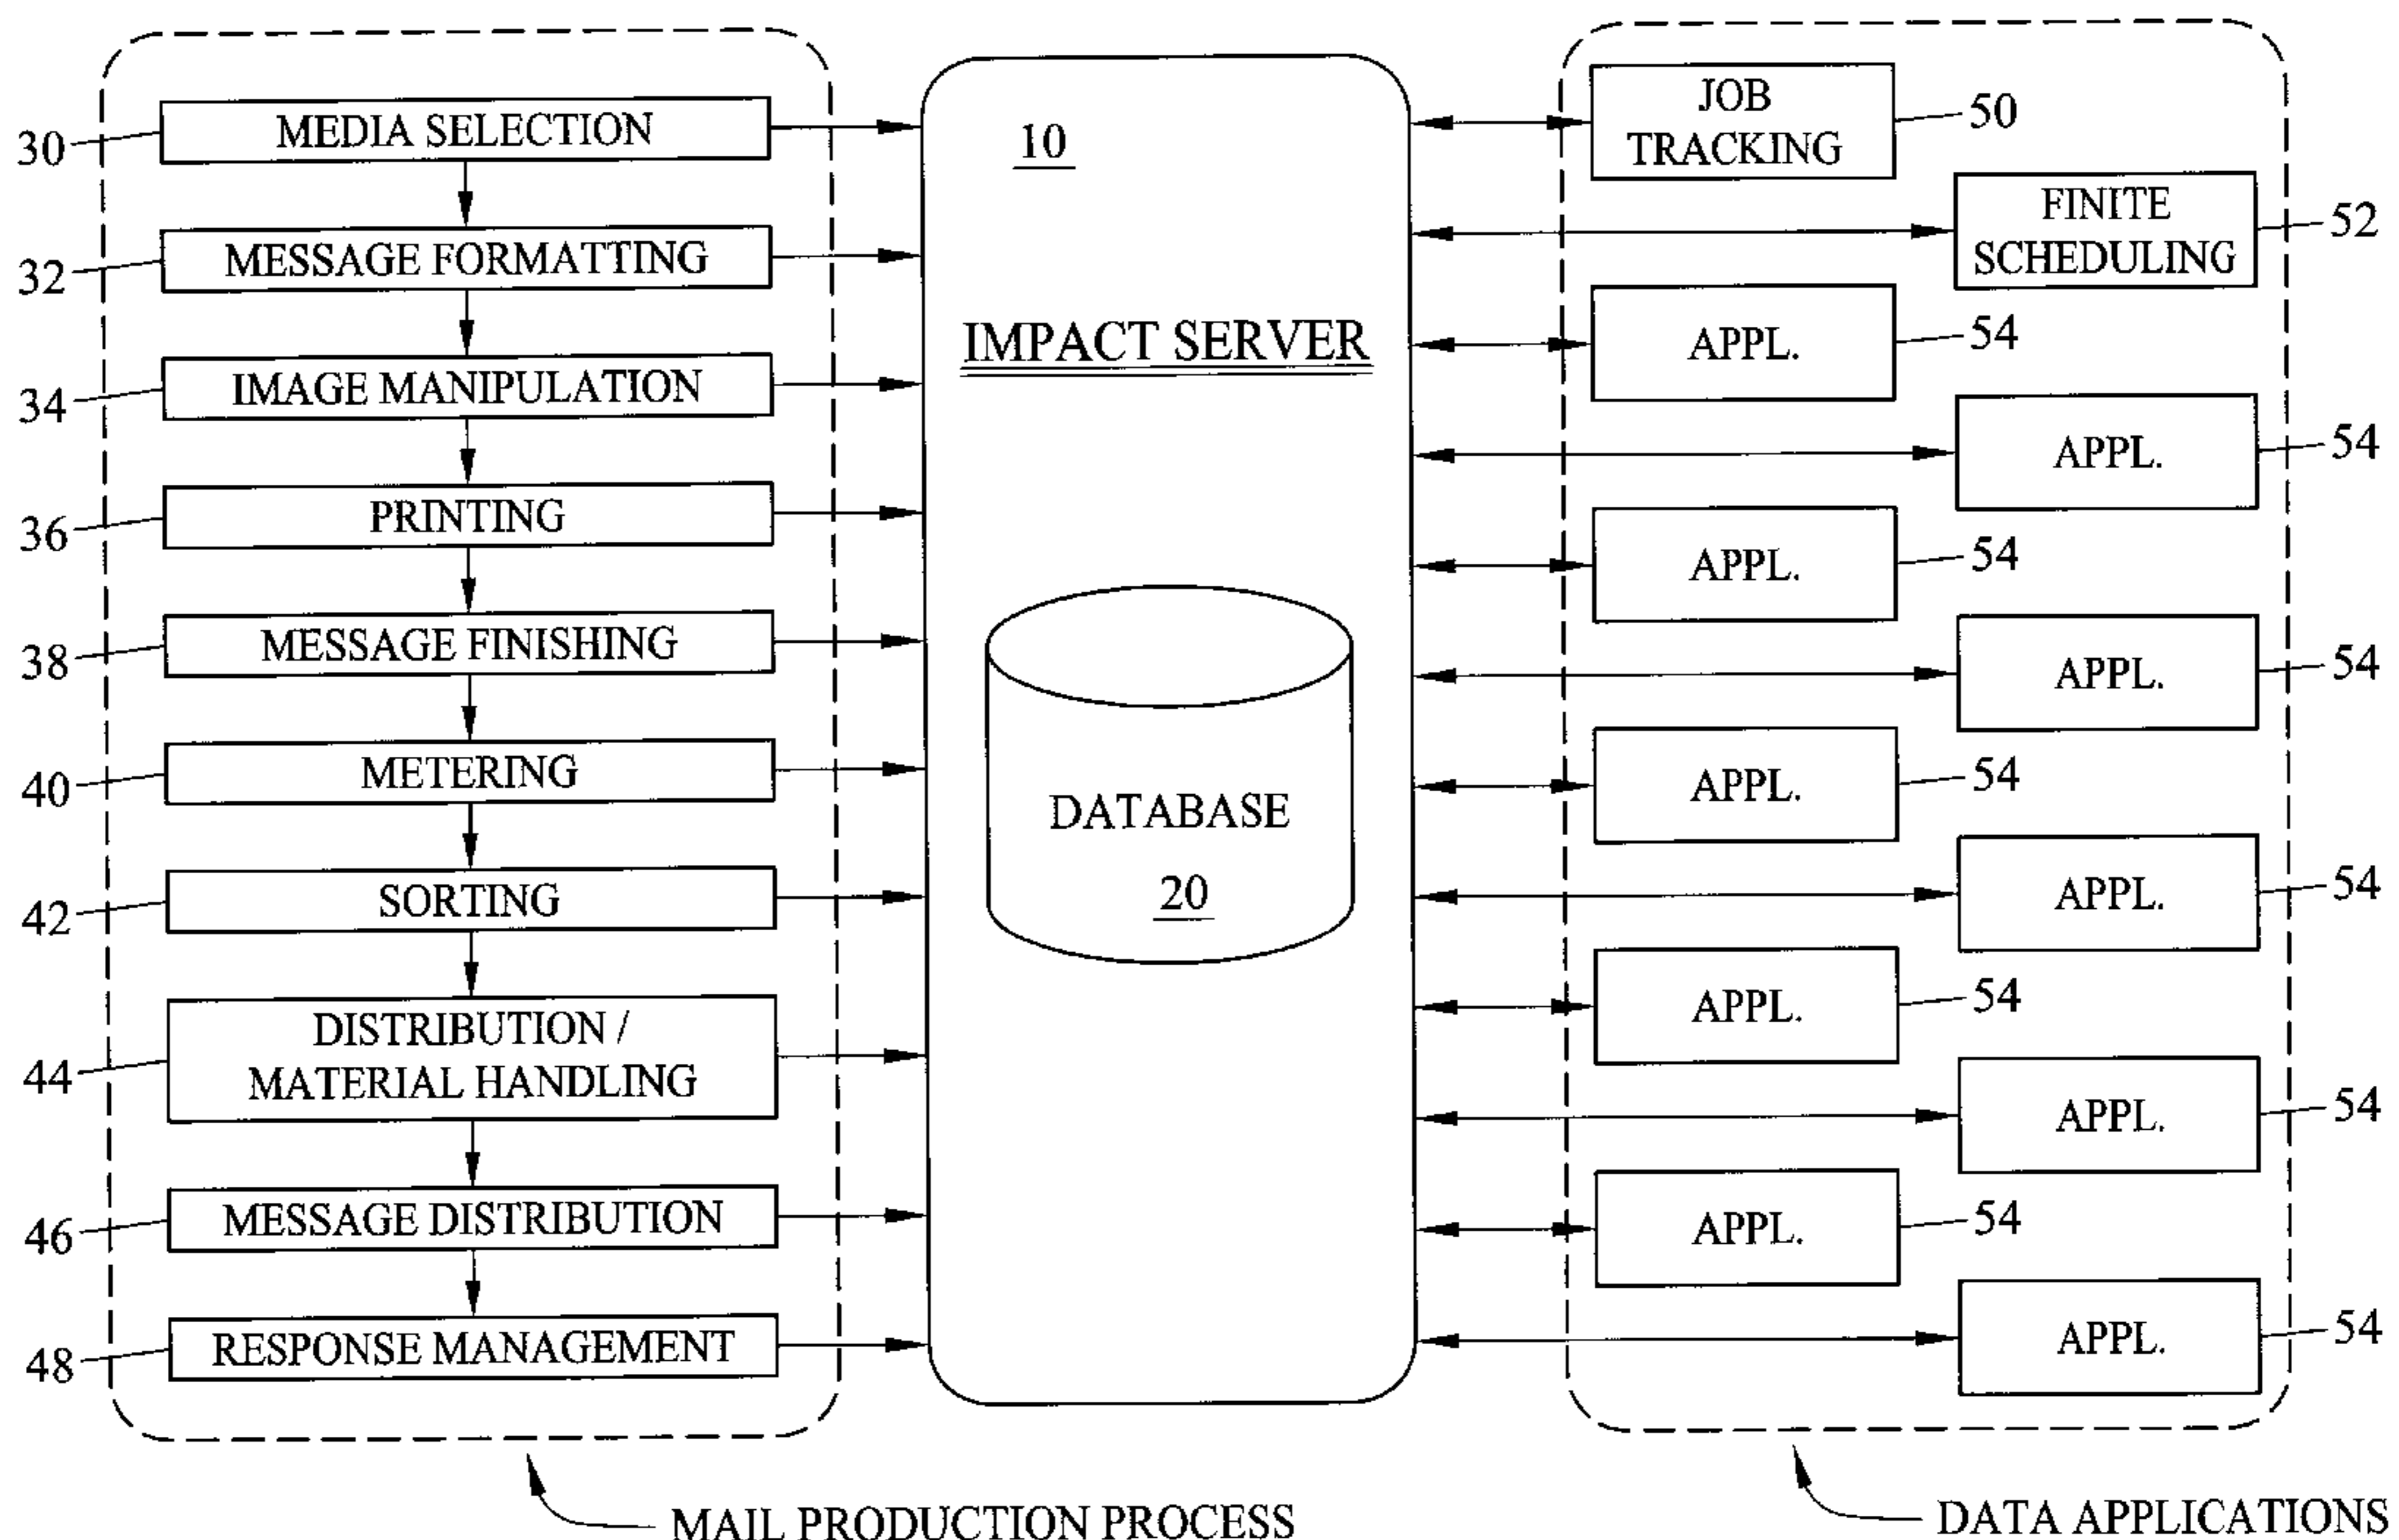 30
MEDIA SELECTION
32
MESSAGE FORMATTING
34
IMAGE MANIPULATION
36
PRINTING
38
MESSAGE FINISHING
40
METERING
42
SORTING
44
DISTRIBUTION /
MATERIAL HANDLING
46
MESSAGE DISTRIBUTION
48
RESPONSE MANAGEMENT
MAIL PRODUCTION PROCESS
10
IMPACT SERVER
DATABASE
20
JOB
TRACKING
50
FINITE
SCHEDULING
52
APPL.
54
APPL.
54
APPL.
54
APPL.
54
APPL.
54
APPL.
54
APPL.
54
APPL.
54
APPL.
54
APPL.
54
DATA APPLICATIONS